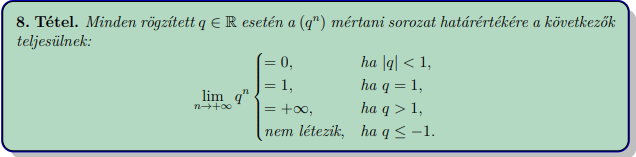 8. Tétel. Minden rögzített q ∈ ℝ esetén a (qⁿ) mértani sorozat határértékére a következők
teljesülnek:
= 0, ha |q| < 1,
= 1, ha q = 1,
lim n→+∞ qⁿ { = +∞, ha q > 1,
nem létezik, ha q ≤ −1.